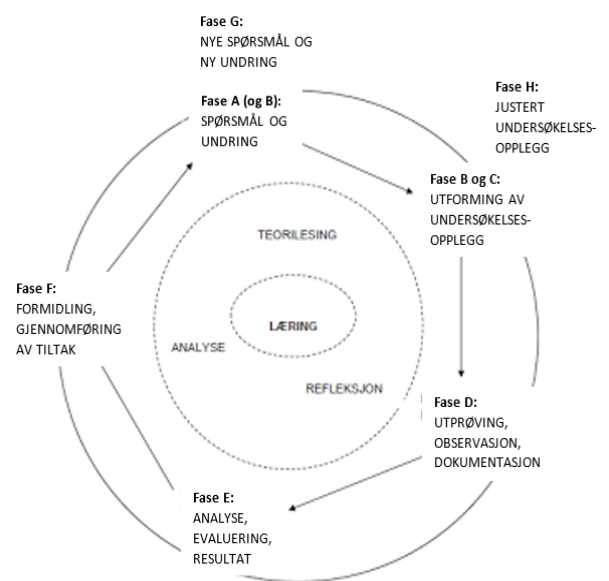 Fase G:
NYE SPØRSMÅL OG
NY UNDRING
Fase A (og B):
SPØRSMÅL OG
UNDRING
Fase H:
JUSTERT
UNDERSØKELSES-
OPPLEGG
Fase B og C:
UTFORMING AV
UNDERSØKELSES-
OPPLEGG
TEORILESING
LÆRING
ANALYSE
REFLEKSJON
Fase F:
FORMIDLING,
GJENNOMFØRING
AV TILTAK
Fase D:
UTPRØVING,
OBSERVASJON,
DOKUMENTASJON
Fase E:
ANALYSE,
EVALUERING,
RESULTAT